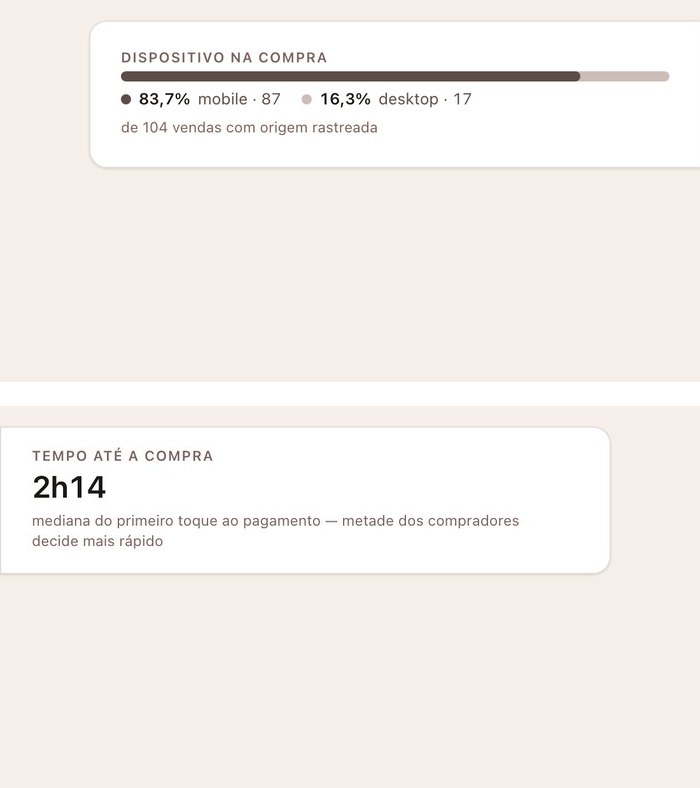 DISPOSITIVO NA COMPRA
83,7% mobile · 87 16,3% desktop · 17
de 104 vendas com origem rastreada
TEMPO ATÉ A COMPRA
2h14
mediana do primeiro toque ao pagamento — metade dos compradores
decide mais rápido